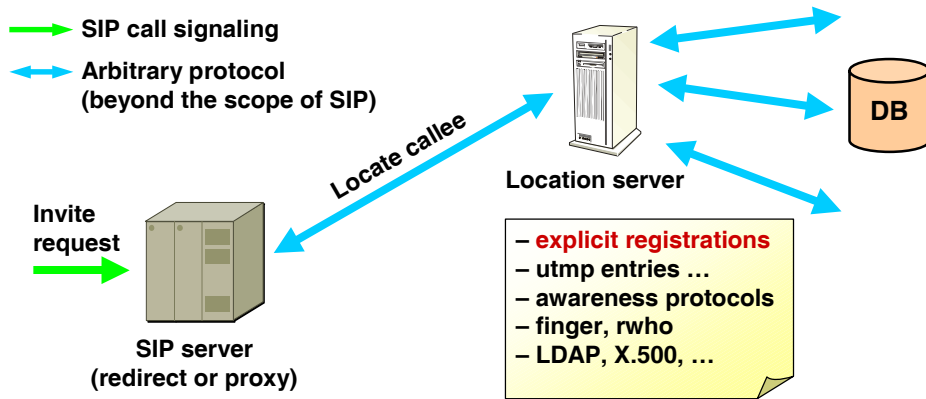 SIP call signaling
Arbitrary protocol
(beyond the scope of SIP)
DB
Locate callee
Location server
Invite
request
– explicit registrations
– utmp entries …
– awareness protocols
– finger, rwho
– LDAP, X.500, …
SIP server
(redirect or proxy)